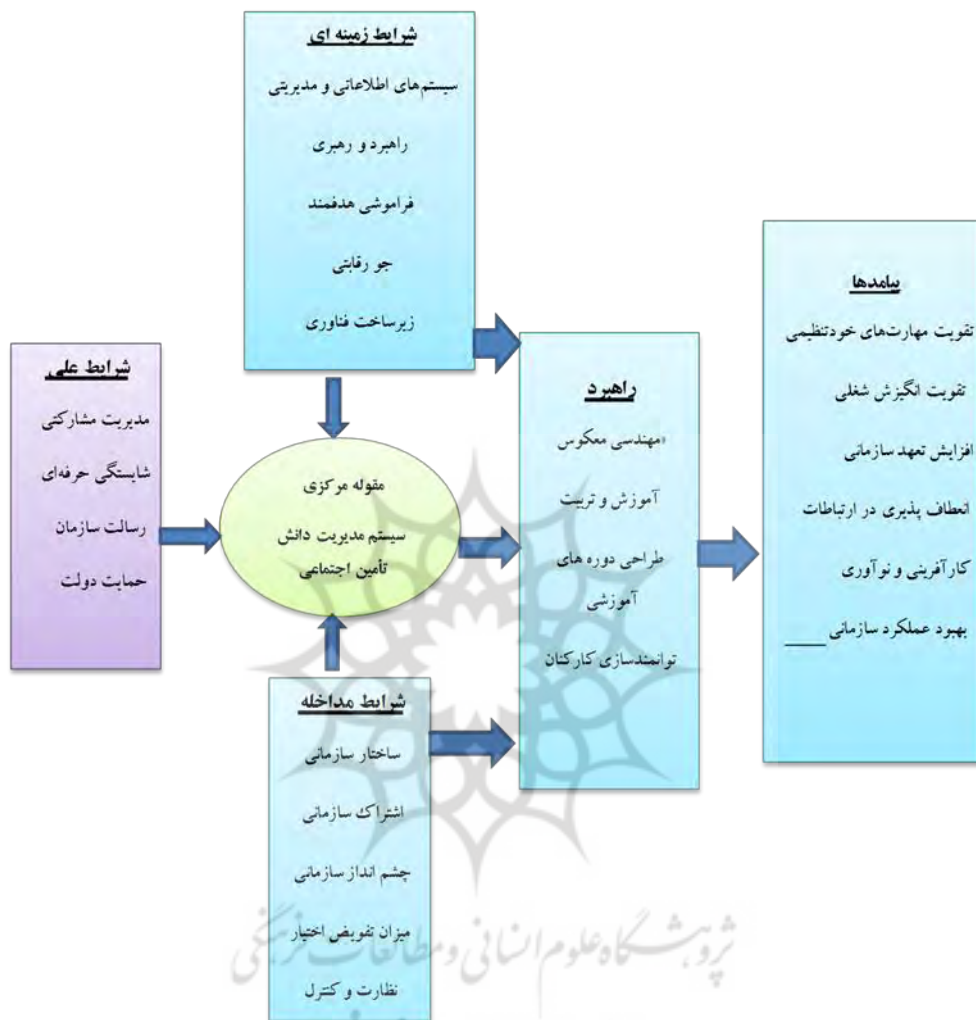 شرایط زمینه ای
سیستم‌های اطلاعاتی و مدیریتی
راهبرد و رهبری
فراموشی هدفمند
جو رقابتی
زیرساخت فناوری
شرایط علی
مدیریت مشارکتی
شایستگی حرفه‌ای
رسالت سازمان
حمایت دولت
مقوله مرکزی
سیستم مدیریت دانش
تأمین اجتماعی
شرایط مداخله
ساختار سازمانی
اشتراک سازمانی
چشم انداز سازمانی
میزان تفویض اختیار
نظارت و کنترل
راهبرد
مهندسی معکوس
آموزش و تربیت
طراحی دوره های
آموزشی
توانمندسازی کارکنان
پیامدها
تقویت مهارت‌های خودتنظیمی
تقویت انگیزش شغلی
افزایش تعهد سازمانی
انعطاف پذیری در ارتباطات
کارآفرینی و نوآوری
بهبود عملکرد سازمانی
پژوهشگاه علوم انسانی و مطالعات فرهنگی